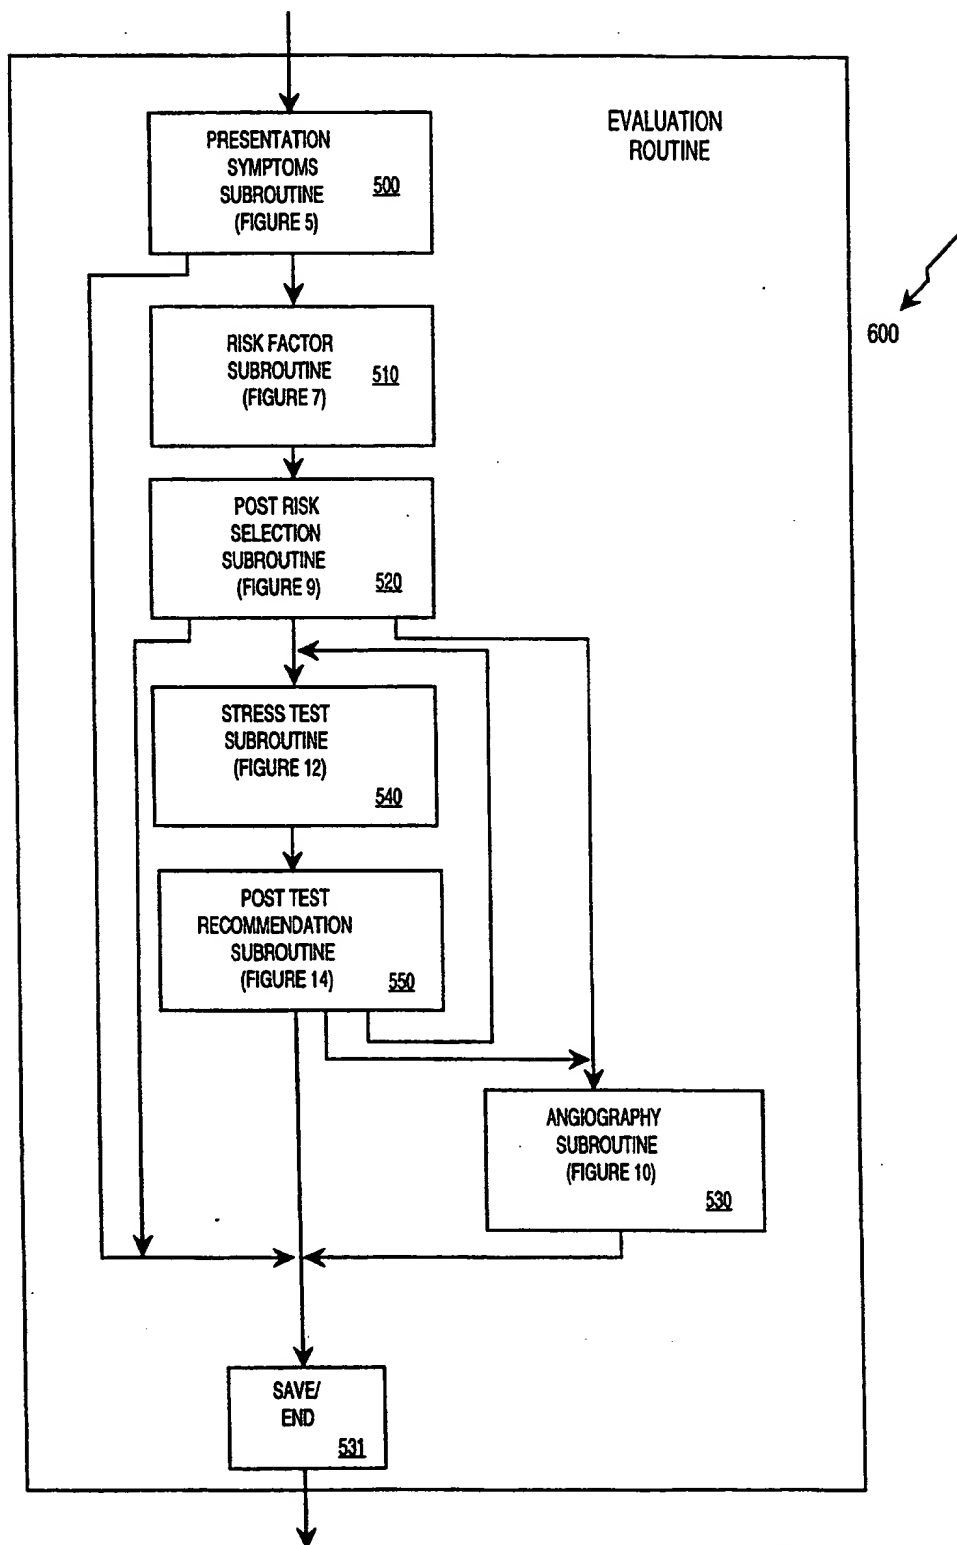 EVALUATION
ROUTINE
PRESENTATION
SYMPTOMS
SUBROUTINE
(FIGURE 5)
500
600
RISK FACTOR
SUBROUTINE
(FIGURE 7)
510
POST RISK
SELECTION
SUBROUTINE
(FIGURE 9)
520
STRESS TEST
SUBROUTINE
(FIGURE 12)
540
POST TEST
RECOMMENDATION
SUBROUTINE
(FIGURE 14)
550
ANGIOGRAPHY
SUBROUTINE
(FIGURE 10)
530
SAVE/
END
531